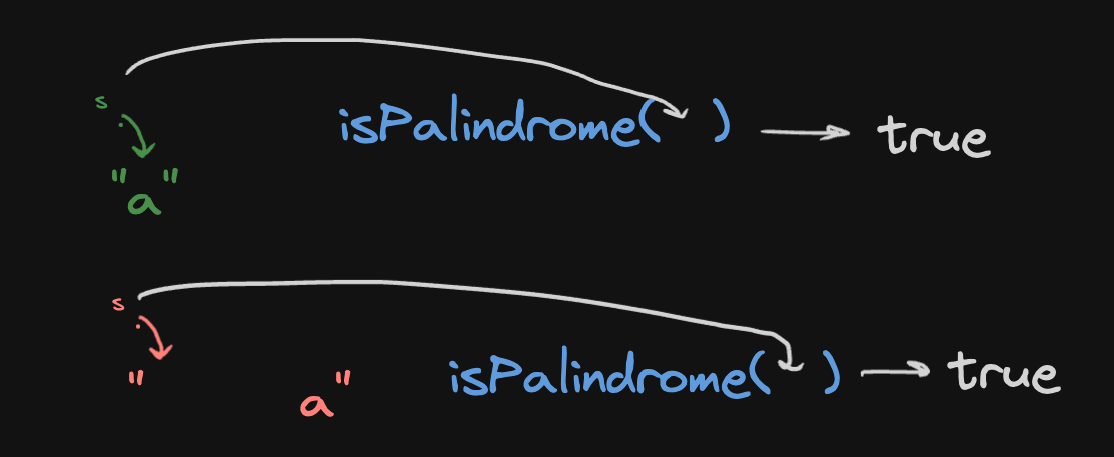 s isPalindrome( ) true
"a"
s
" a" isPalindrome( ) true